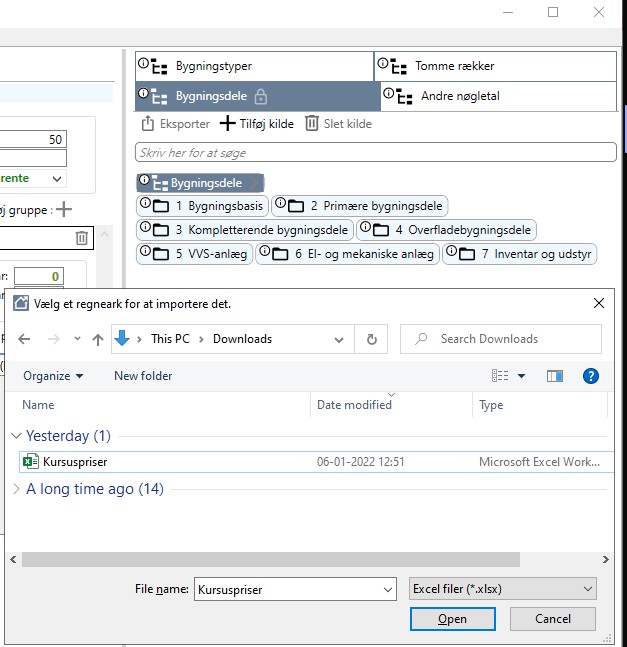 Bygningstyper
Tomme rækker
Bygningsdele
Andre nøgletal
Eksporter
Tilføj kilde
Slet kilde
Skriv her for at søge
Bygningsdele
1 Bygningsbasis
2 Primære bygningsdele
3 Kompletterende bygningsdele
4 Overfladebygningsdele
5 VVS-anlæg
6 El- og mekaniske anlæg
7 Inventar og udstyr
50
rente
øj gruppe :
ar:
0
Vælg et regneark for at importere det.
This PC
Downloads
Search Downloads
Organize
New folder
Name
Date modified
Type
Yesterday (1)
Kursuspriser
06-01-2022 12:51
Microsoft Excel Work...
A long time ago (14)
File name:
Kursuspriser
Excel filer (*.xlsx)
Open
Cancel